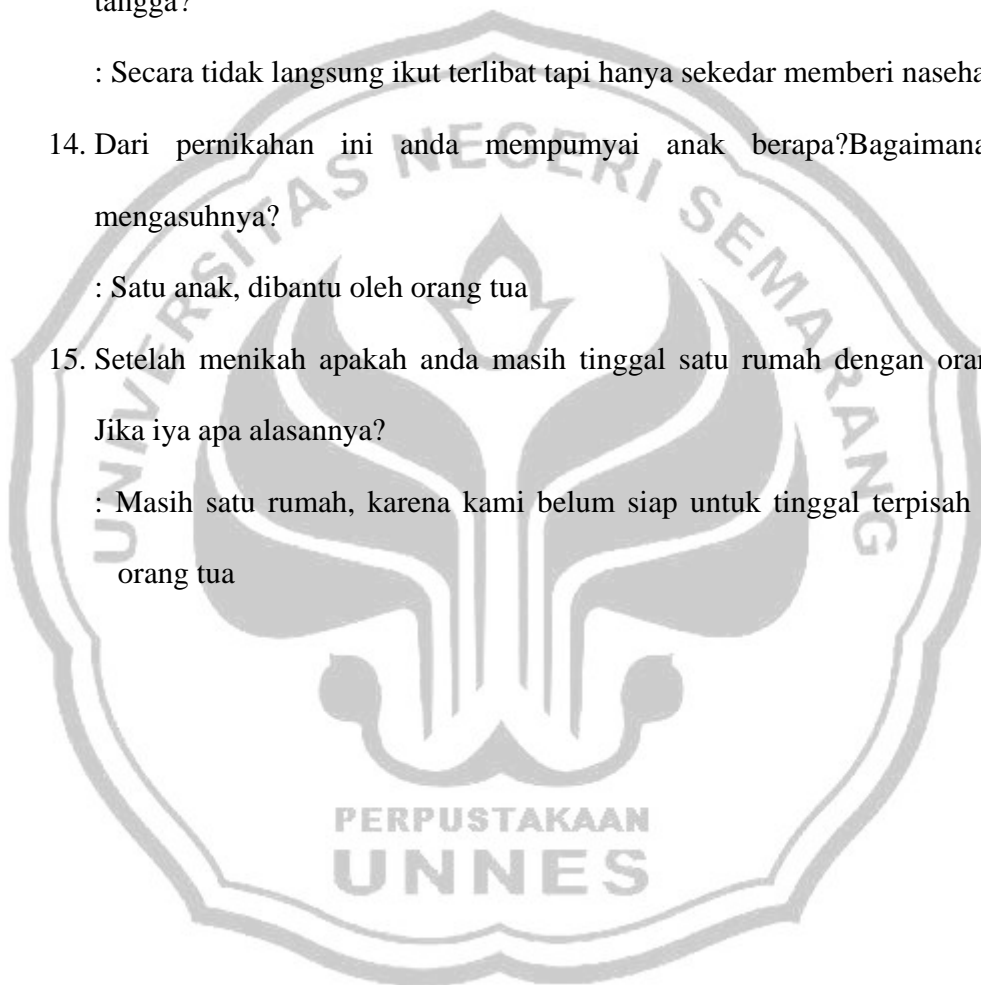 tangga?
: Secara tidak langsung ikut terlibat tapi hanya sekedar memberi
14. Dari pernikahan ini anda mempumyai anak berapa?Bagaimana
mengasuhnya?
: Satu anak, dibantu oleh orang tua
15. Setelah menikah apakah anda masih tinggal satu rumah dengan
Jika iya apa alasannya?
: Masih satu rumah, karena kami belum siap untuk tinggal terpisah
orang tua
UNIVERSITAS NEGERI SEMARANG
PERPUSTAKAAN
UNNES